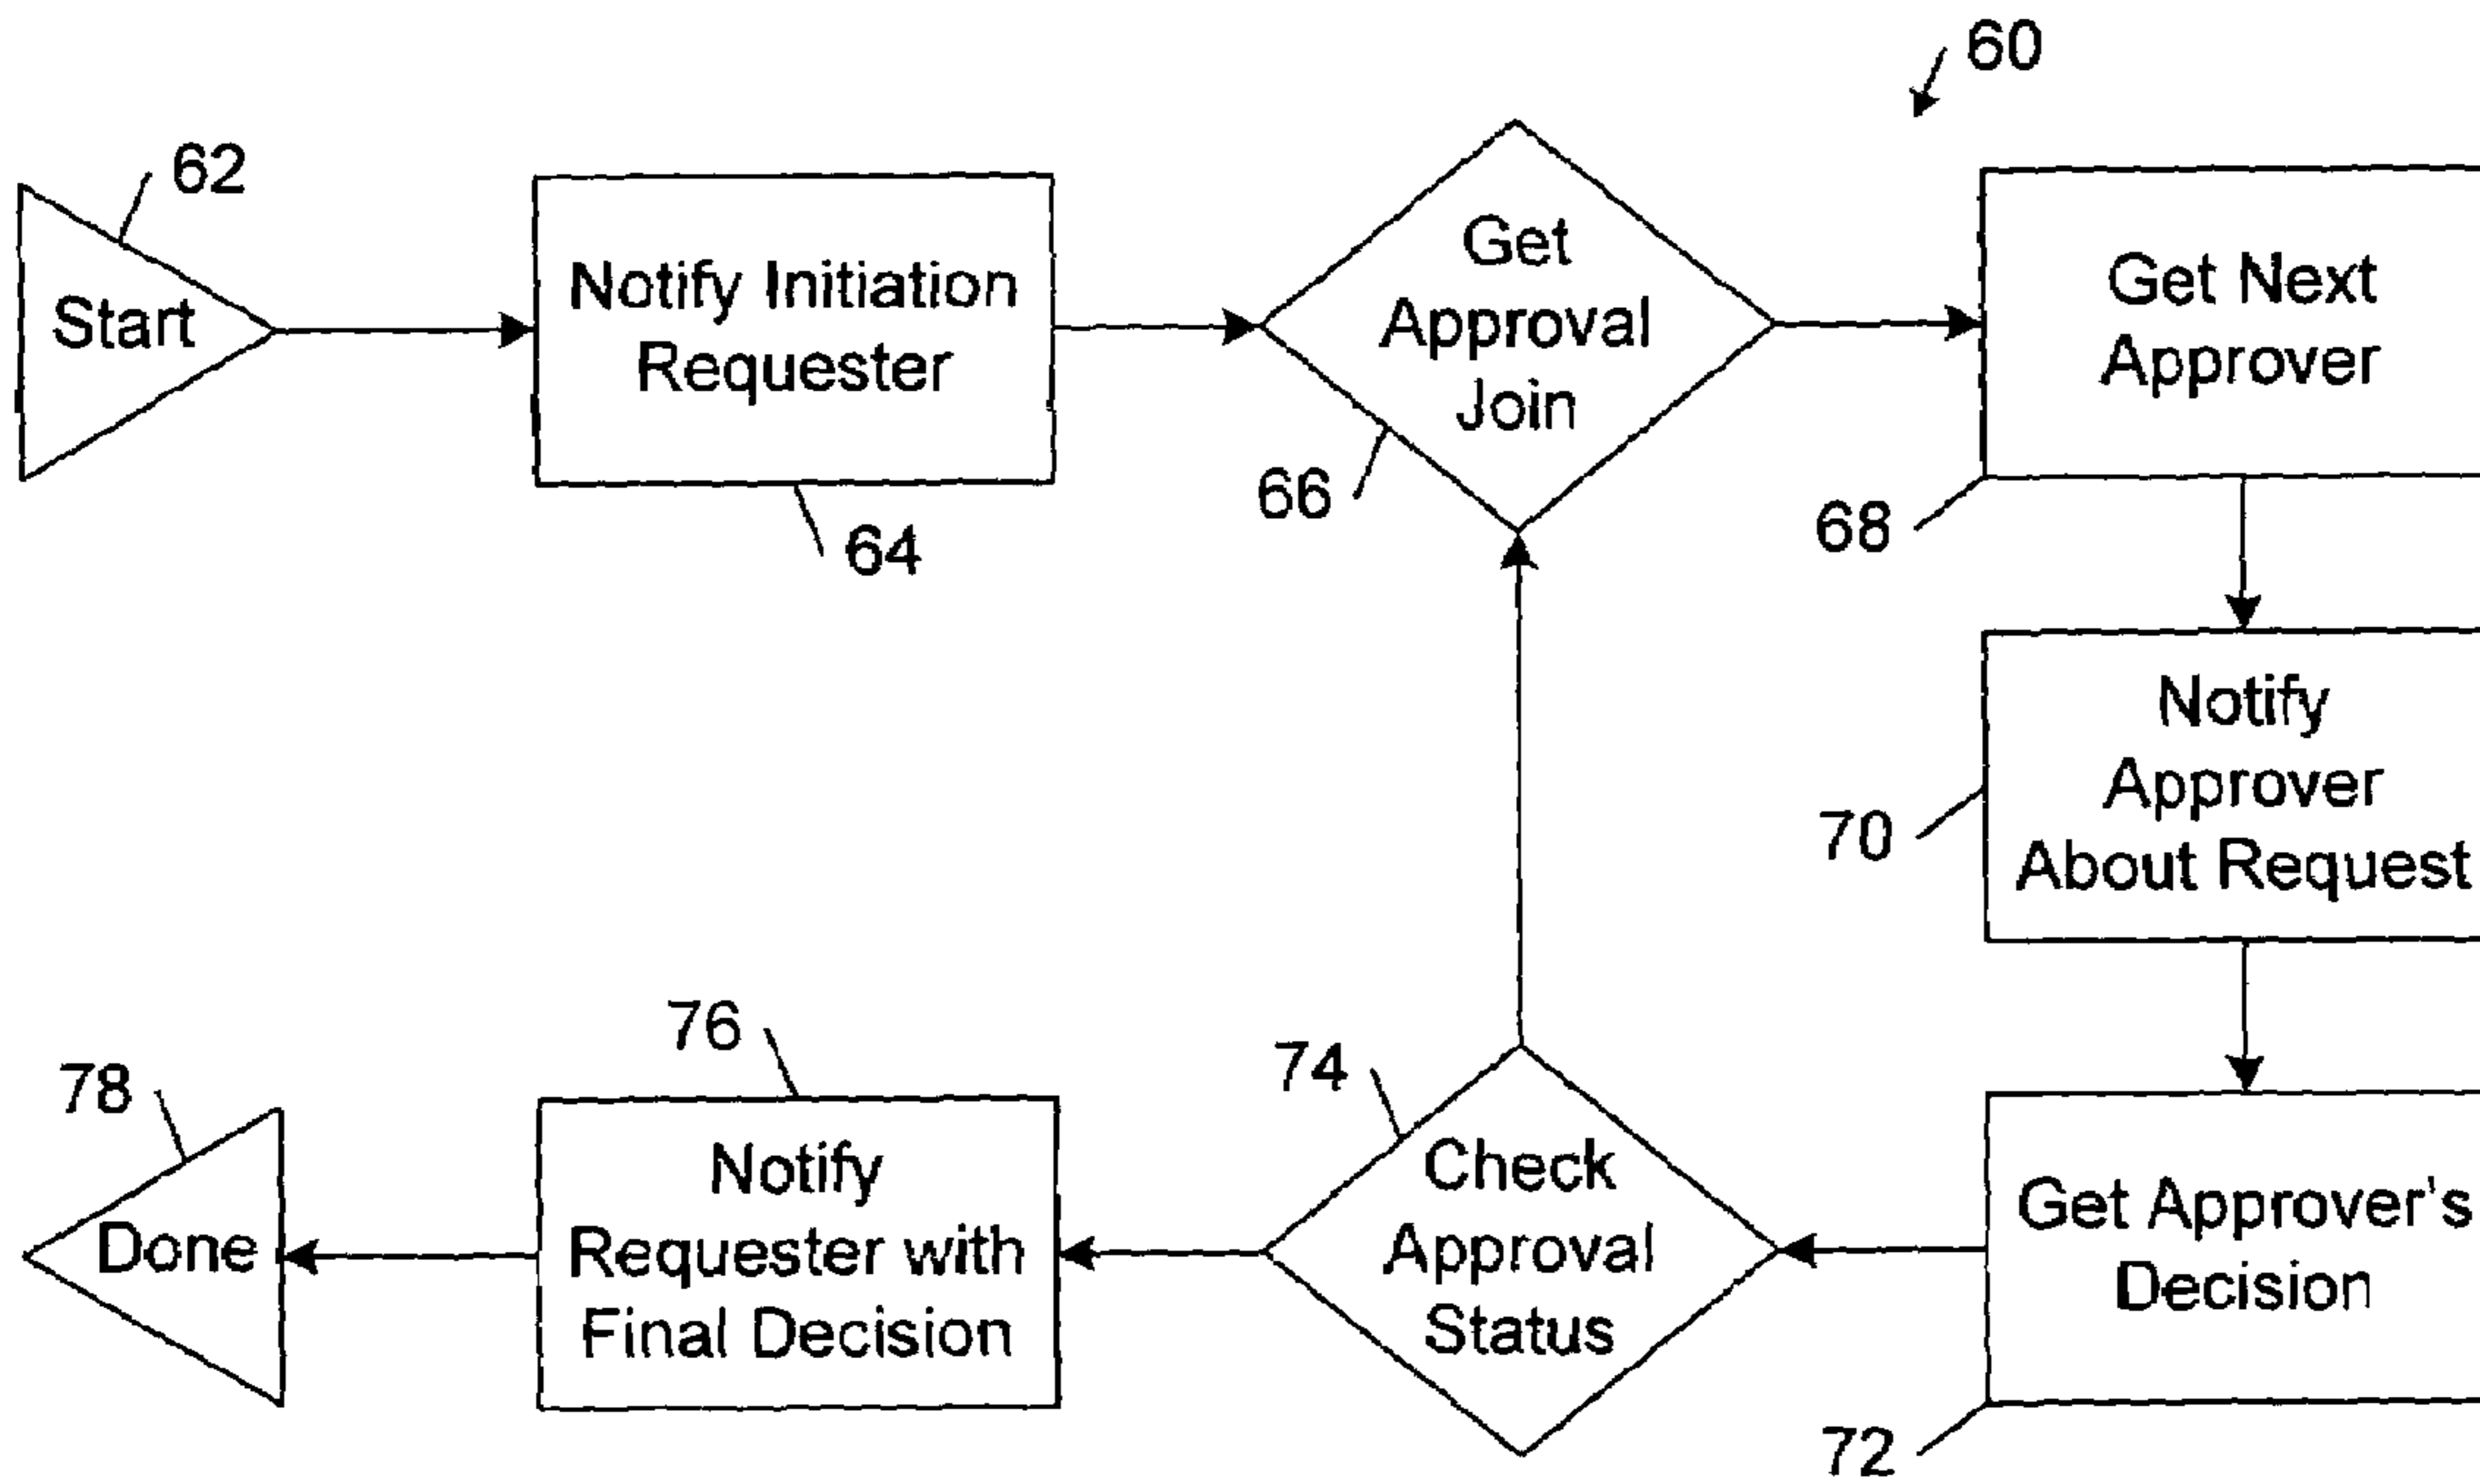 60
62
Start
Notify Initiation
Requester
64
Get
Approval
Join
66
Get Next
Approver
68
Notify
Approver
About Request
70
Get Approver's
Decision
72
Check
Approval
Status
74
76
Notify
Requester with
Final Decision
78
Done